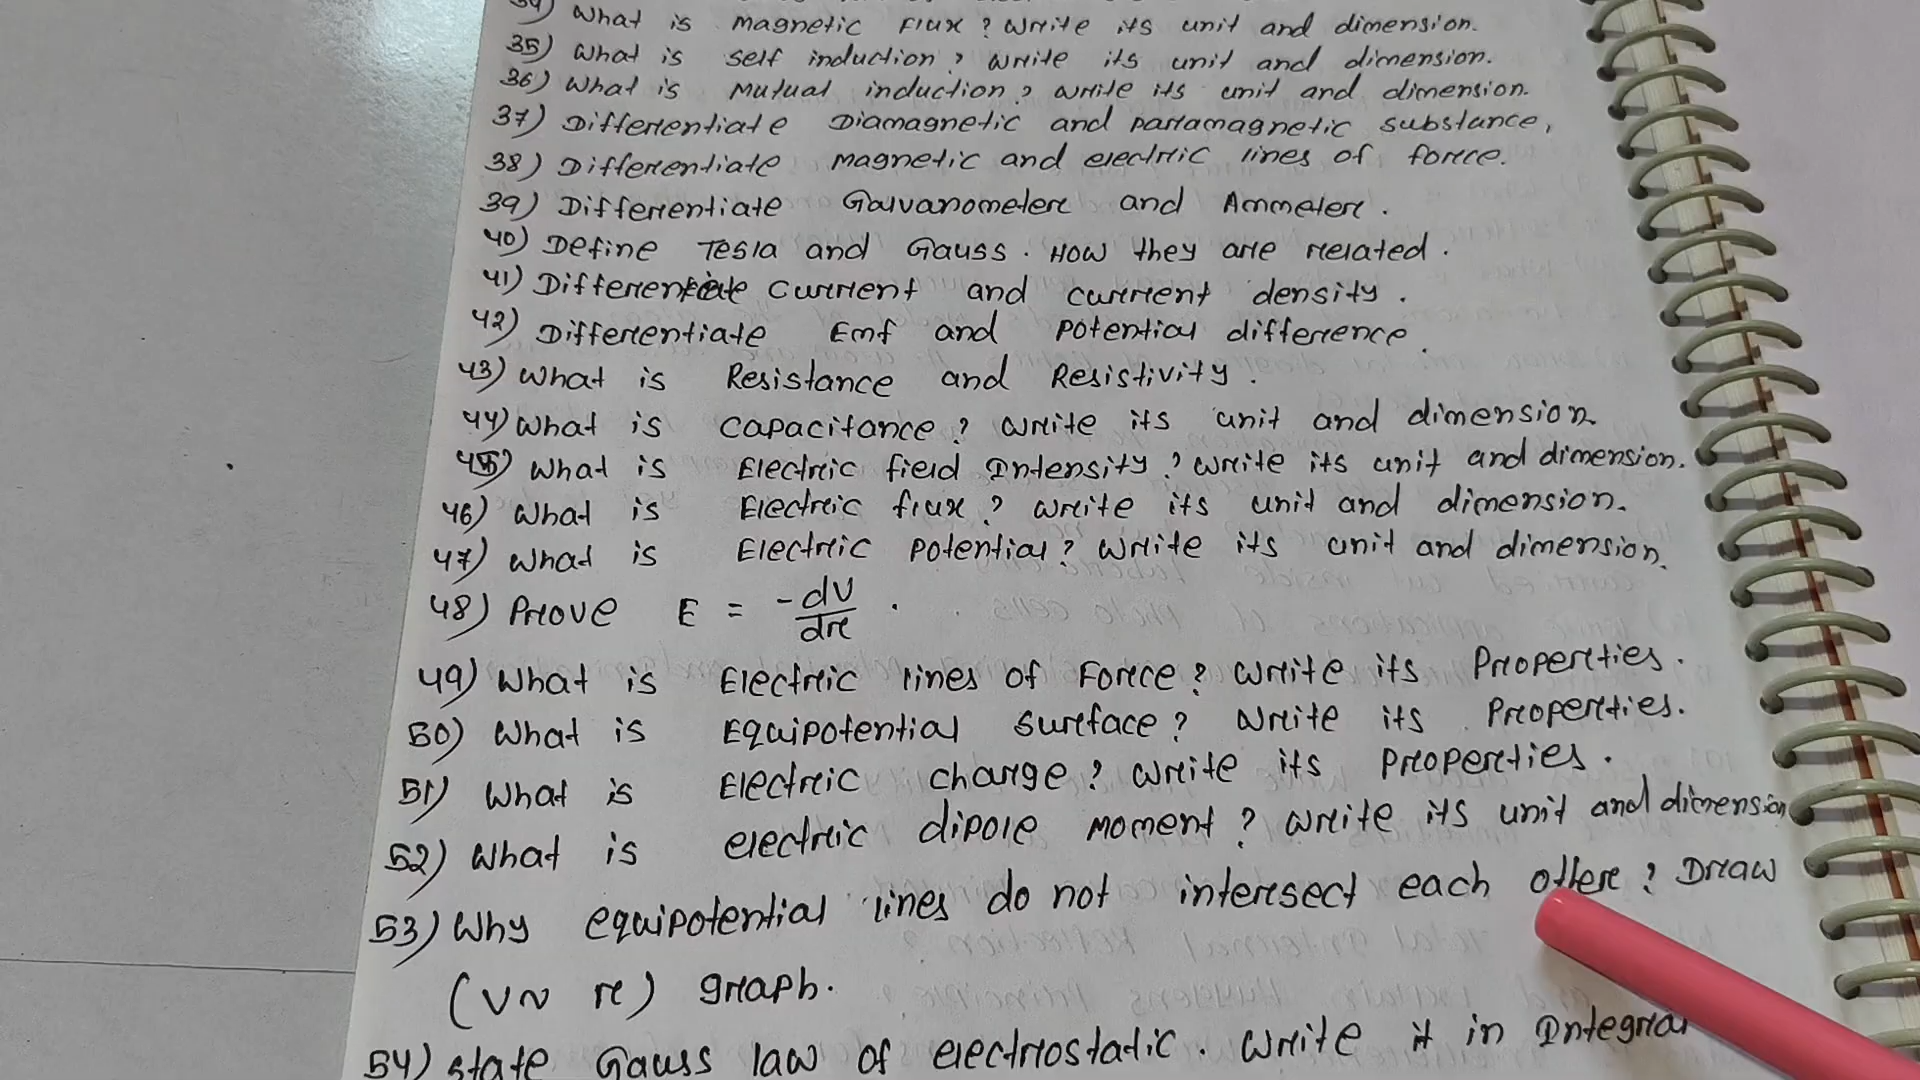 34) What is magnetic flux? Write its unit and dimension.
35) What is self induction? Write its unit and dimension.
36) What is Mutual induction? Write its unit and dimension.
37) Differentiate Diamagnetic and paramagnetic substance,
38) Differentiate magnetic and electric lines of force.
39) Differentiate Galvanometer and Ammeter.
40) Define Tesla and Gauss. How they are related.
41) Differentiate current and current density.
42) Differentiate Emf and Potential difference.
43) What is Resistance and Resistivity.
44) What is capacitance? Write its unit and dimension.
45) What is Electric field Intensity? Write its unit and dimension.
46) What is Electric flux? Write its unit and dimension.
47) What is Electric Potential? Write its unit and dimension.
48) Prove E = -dV/dr.
49) What is Electric lines of Force? Write its Properties.
50) What is Equipotential surface? Write its Properties.
51) What is Electric charge? Write its Properties.
52) What is electric dipole moment? Write its unit and dimension
53) Why equipotential lines do not intersect each other? Draw
(V~r) graph.
54) State Gauss law of electrostatic. Write it in Integral